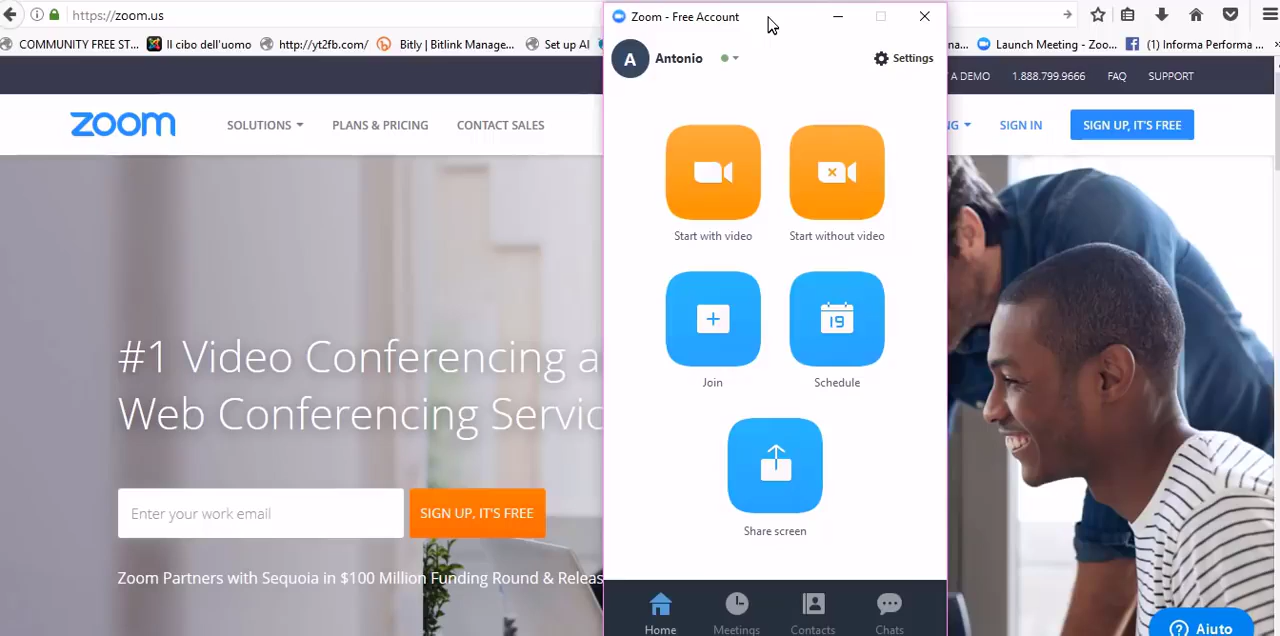 https://zoom.us
COMMUNITY FREE ST...
Il cibo dell'uomo
http://yt2fb.com/
Bitly | Bitlink Manage...
Set up AI
Launch Meeting - Zoo...
(1) Informa Performa ...
Zoom - Free Account
A
Antonio
Settings
A DEMO
1.888.799.9666
FAQ
SUPPORT
zoom
SOLUTIONS
PLANS & PRICING
CONTACT SALES
SIGN IN
SIGN UP, IT'S FREE
Start with video
Start without video
19
Join
Schedule
Share screen
#1 Video Conferencing a
Web Conferencing Servic
Enter your work email
SIGN UP, IT'S FREE
Zoom Partners with Sequoia in $100 Million Funding Round & Releas
Home
Meetings
Contacts
Chats
Aiuto